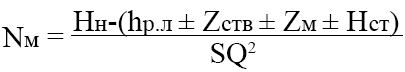 Nм = Hн-(hр.л ± Zств ± Zм ± Hст)
SQ²